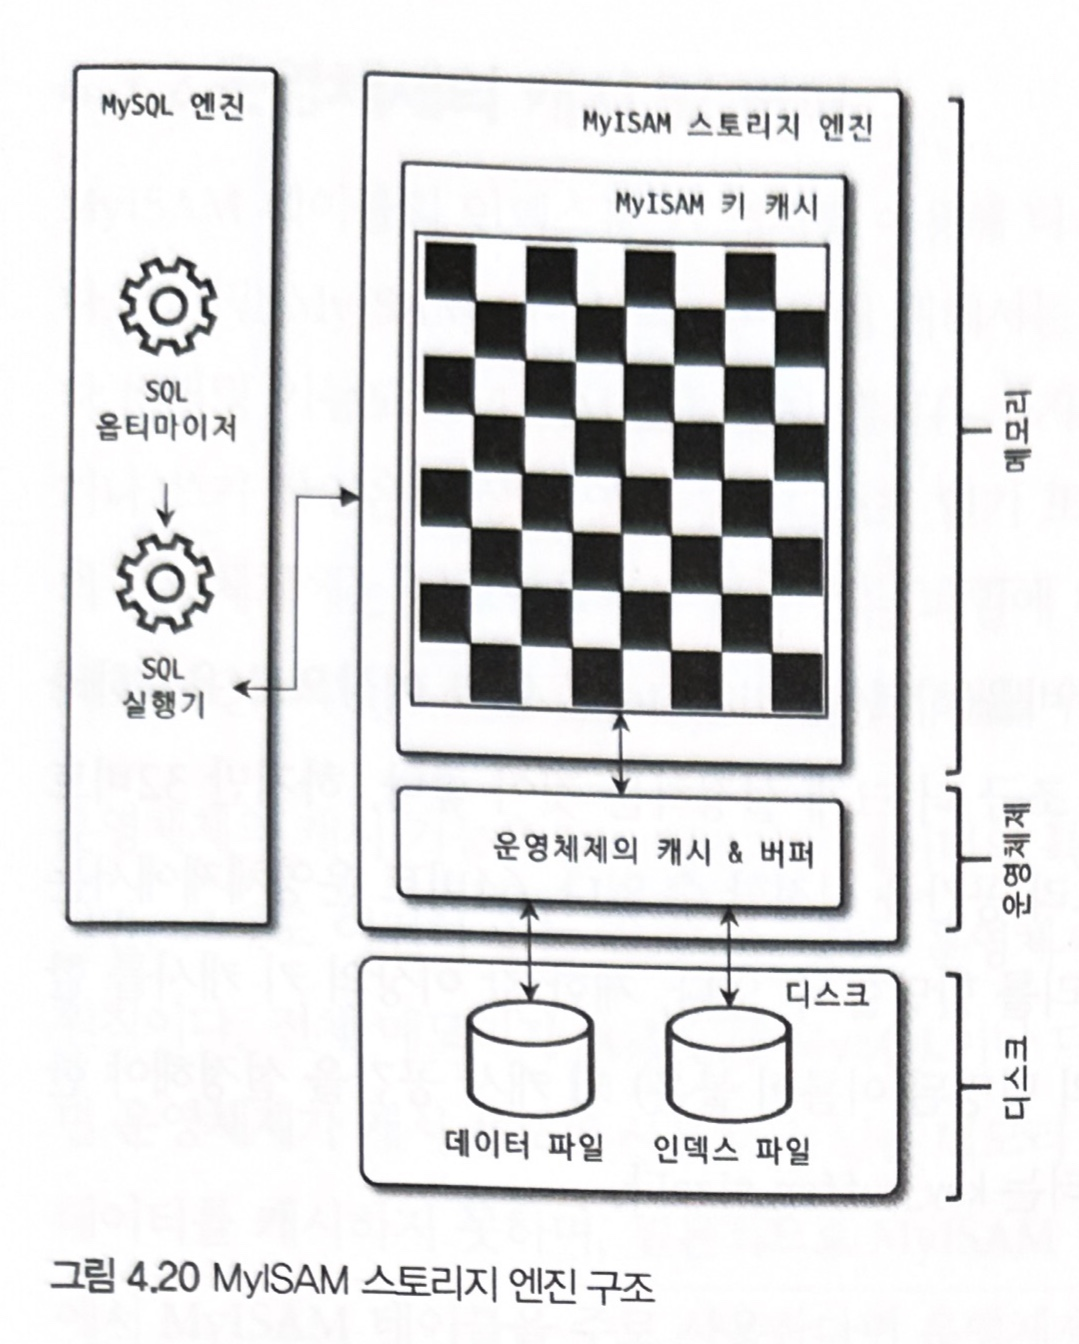 MySQL 엔진
SQL
옵티마이저
SQL
실행기
MyISAM 스토리지 엔진
MyISAM 키 캐시
운영체제의 캐시 & 버퍼
디스크
데이터 파일
인덱스 파일
메모리
운영체제
디스크
그림 4.20 MyISAM 스토리지 엔진 구조